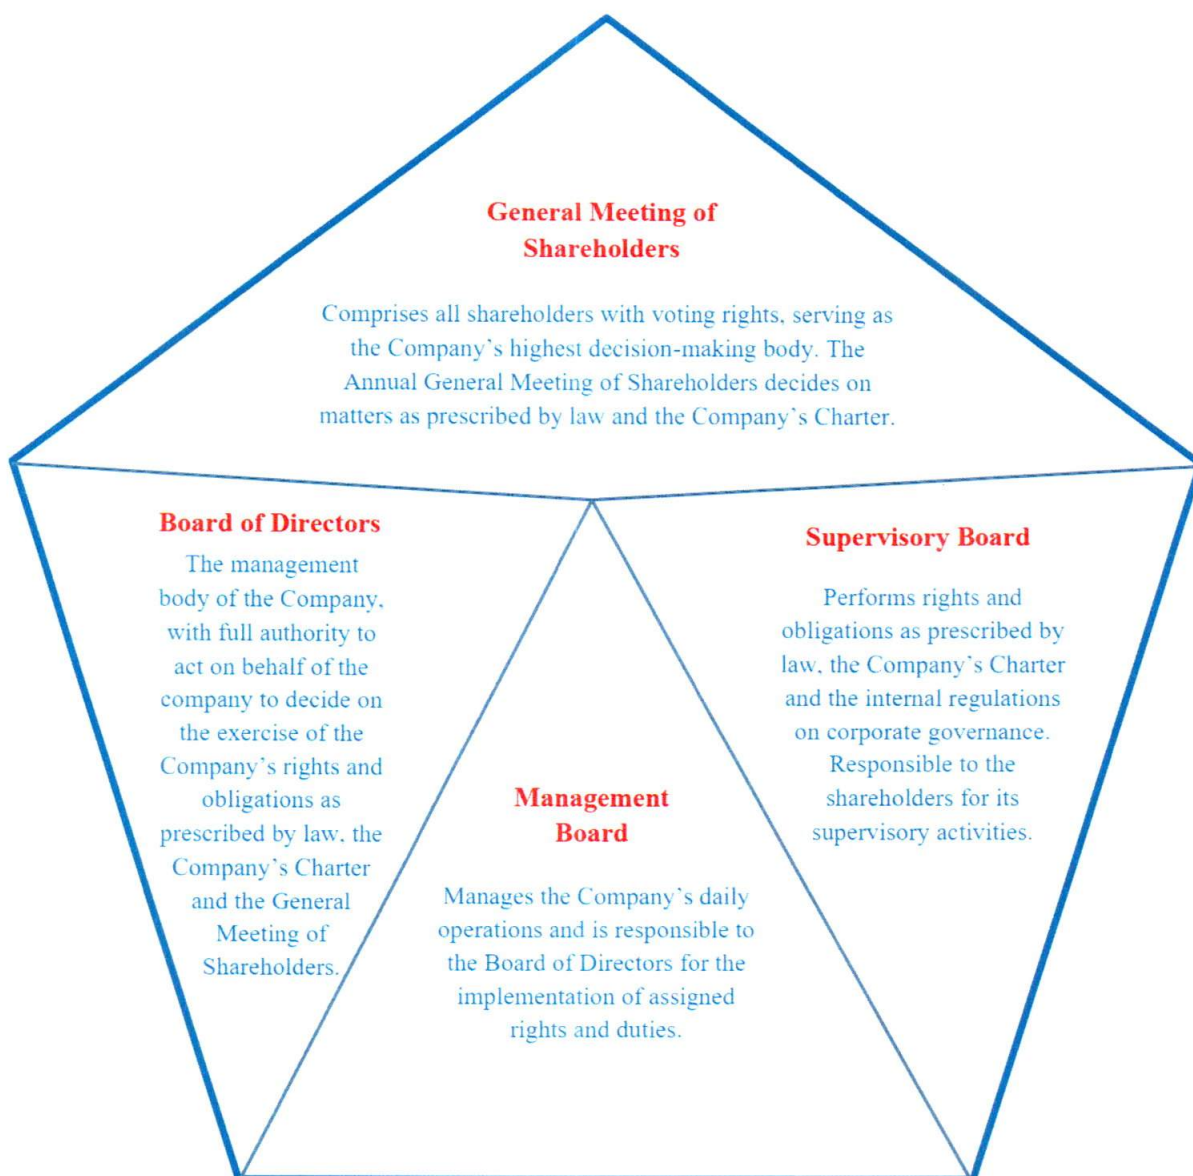 General Meeting of
Shareholders
Comprises all shareholders with voting rights, serving as
the Company's highest decision-making body. The
Annual General Meeting of Shareholders decides on
matters as prescribed by law and the Company's Charter.
Board of Directors
The management
body of the Company,
with full authority to
act on behalf of the
company to decide on
the exercise of the
Company's rights and
obligations as
prescribed by law, the
Company's Charter
and the General
Meeting of
Shareholders.
Management
Board
Manages the Company's daily
operations and is responsible to
the Board of Directors for the
implementation of assigned
rights and duties.
Supervisory Board
Performs rights and
obligations as prescribed by
law, the Company's Charter
and the internal regulations
on corporate governance.
Responsible to the
shareholders for its
supervisory activities.